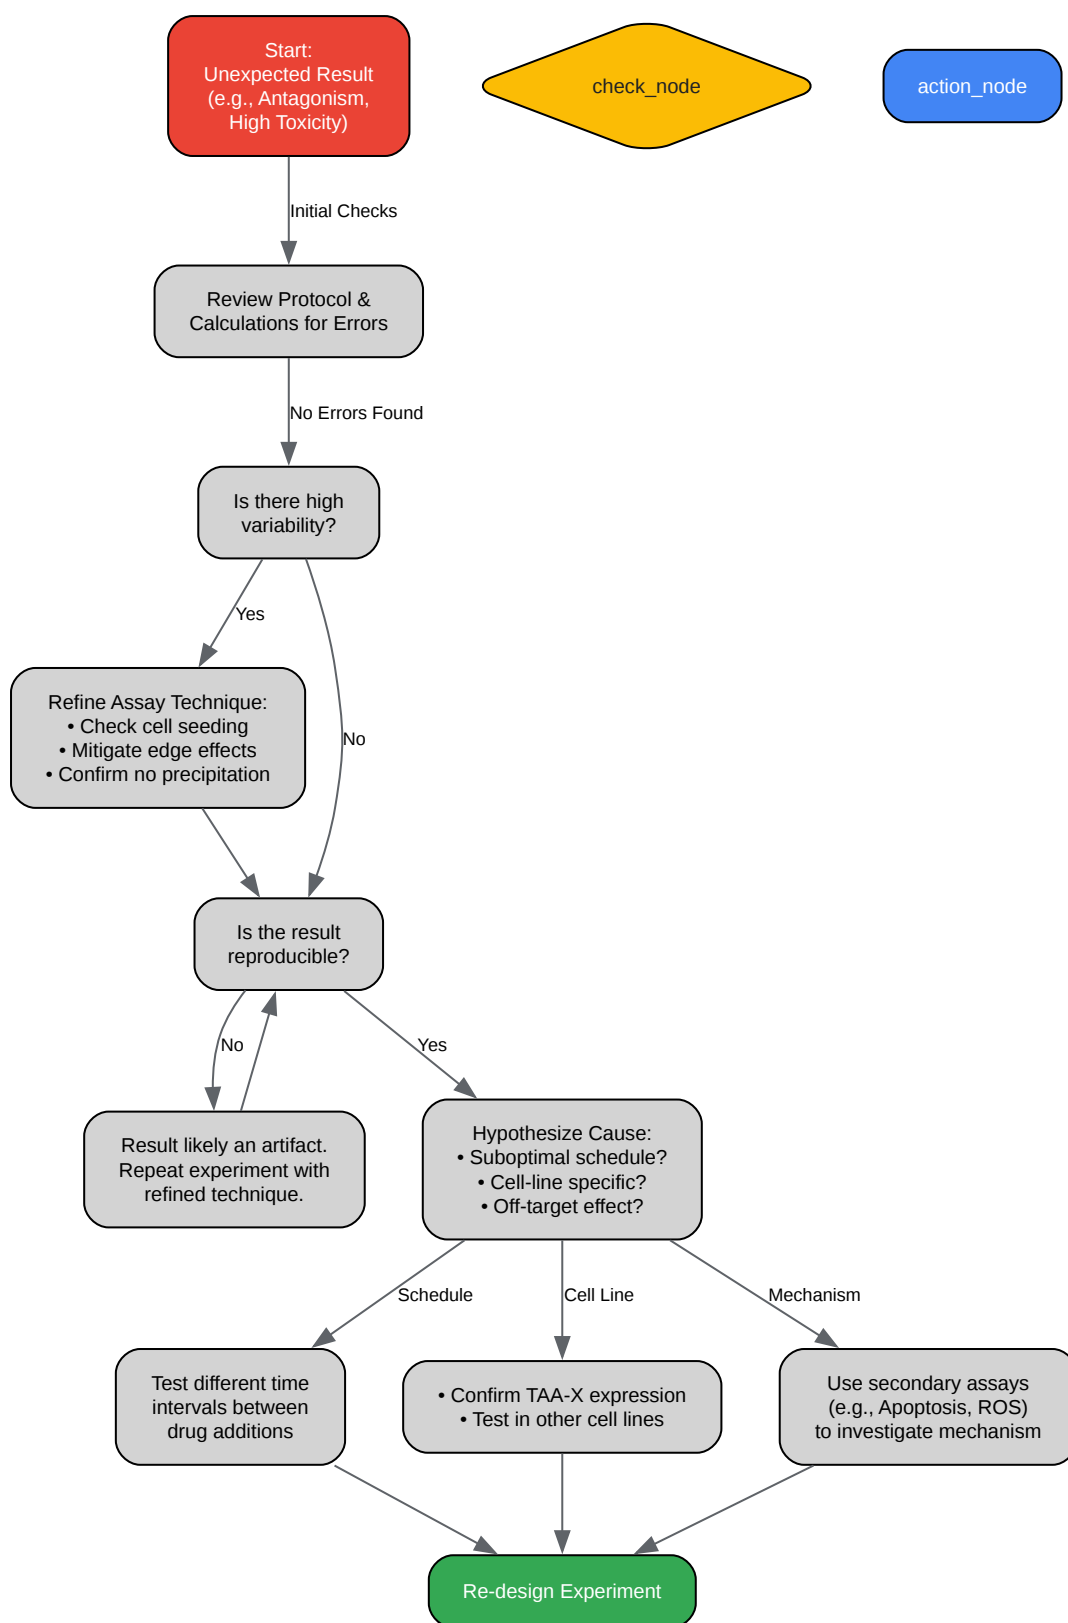 Start:
Unexpected Result
(e.g., Antagonism,
High Toxicity)
check_node
action_node
Initial Checks
Review Protocol &
Calculations for Errors
No Errors Found
Is there high
variability?
Yes
No
Refine Assay Technique:
• Check cell seeding
• Mitigate edge effects
• Confirm no precipitation
Is the result
reproducible?
No
Yes
Result likely an artifact.
Repeat experiment with
refined technique.
Hypothesize Cause:
• Suboptimal schedule?
• Cell-line specific?
• Off-target effect?
Schedule
Cell Line
Mechanism
Test different time
intervals between
drug additions
• Confirm TAA-X expression
• Test in other cell lines
Use secondary assays
(e.g., Apoptosis, ROS)
to investigate mechanism
Re-design Experiment